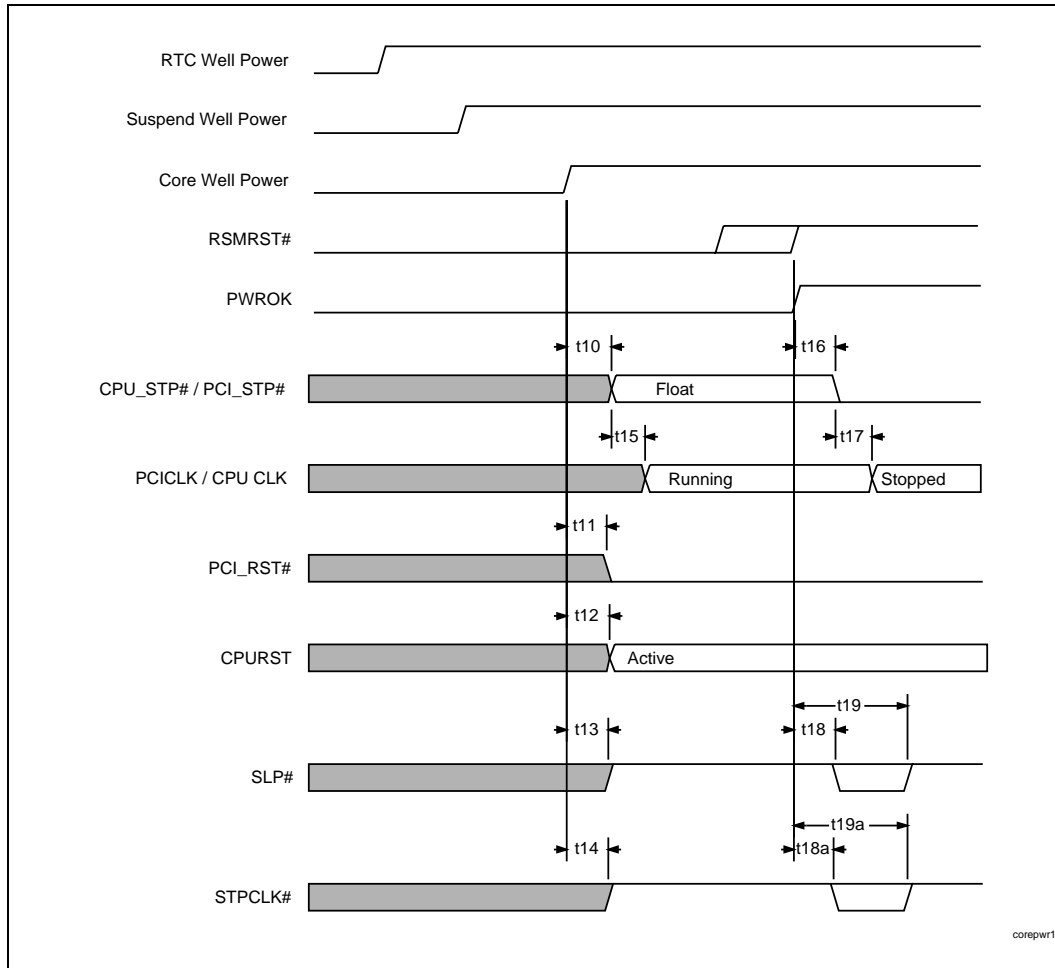 RTC Well Power
Suspend Well Power
Core Well Power
RSMRST#
PWROK
t10
t16
CPU_STP# / PCI_STP#
Float
t15
t17
PCICLK / CPU CLK
Running
Stopped
t11
PCI_RST#
t12
CPURST
Active
t19
t13
t18
SLP#
t19a
t14
t18a
STPCLK#
corepwr1